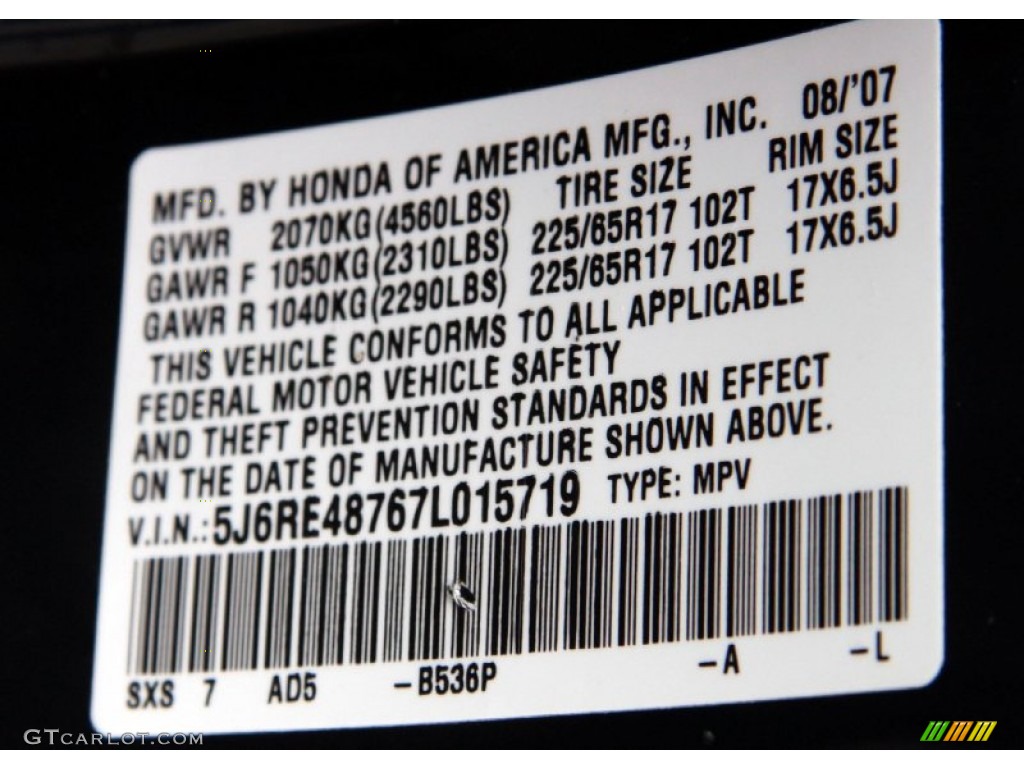 MFD. BY HONDA OF AMERICA MFG., INC. 08/'07
GVWR 2070KG(4560LBS) TIRE SIZE RIM SIZE
GAWR F 1050KG(2310LBS) 225/65R17 102T 17X6.5J
GAWR R 1040KG(2290LBS) 225/65R17 102T 17X6.5J
THIS VEHICLE CONFORMS TO ALL APPLICABLE
FEDERAL MOTOR VEHICLE SAFETY
AND THEFT PREVENTION STANDARDS IN EFFECT
ON THE DATE OF MANUFACTURE SHOWN ABOVE.
V.I.N.:5J6RE48767L015719 TYPE: MPV
SXS 7 AD5 -B536P -A -L
GTCARLOT.COM